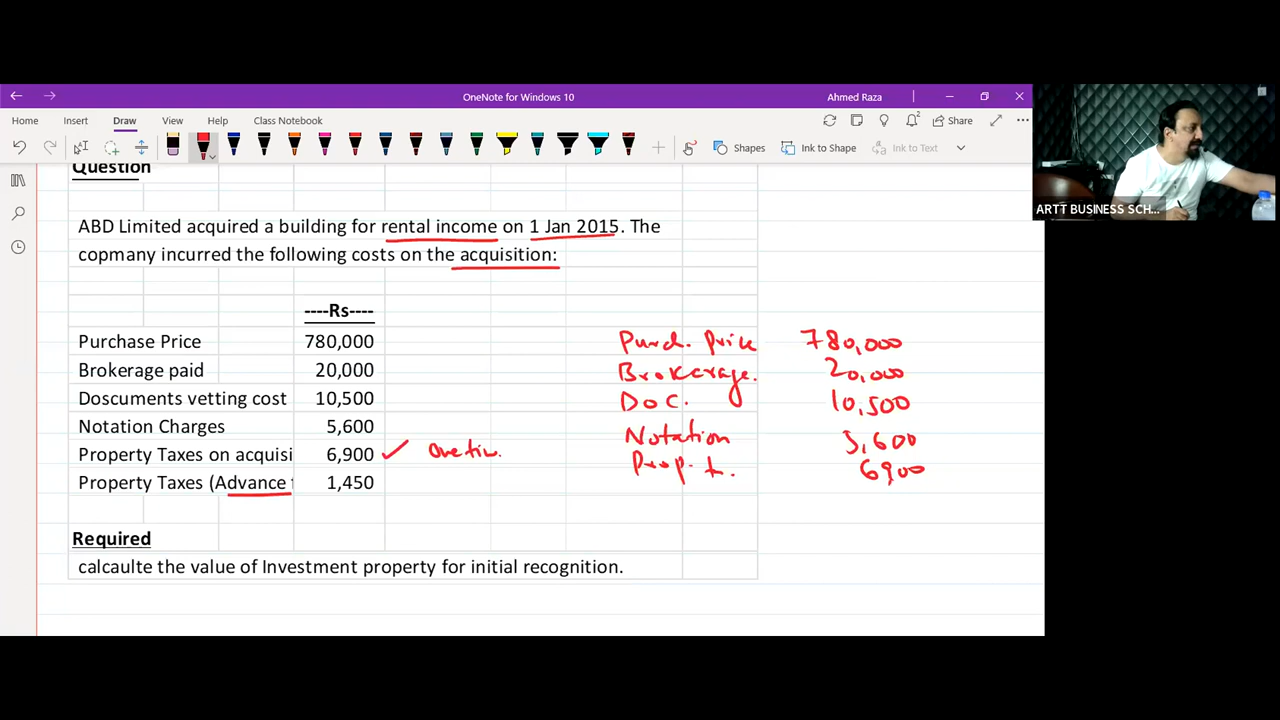 OneNote for Windows 10
Ahmed Raza
Home Insert Draw View Help Class Notebook
Share
Shapes Ink to Shape Ink to Text
ARTT BUSINESS SCH...
Question
ABD Limited acquired a building for rental income on 1 Jan 2015. The
copmany incurred the following costs on the acquisition:
----Rs----
Purchase Price 780,000 Purch. Price 780,000
Brokerage paid 20,000 Brokerage. 20,000
Doscuments vetting cost 10,500 Doc. 10,500
Notation Charges 5,600 Notation 5,600
Property Taxes on acquisi 6,900 ✓ Prop. t. 6900
Property Taxes (Advance 1,450
Required
calcaulte the value of Investment property for initial recognition.